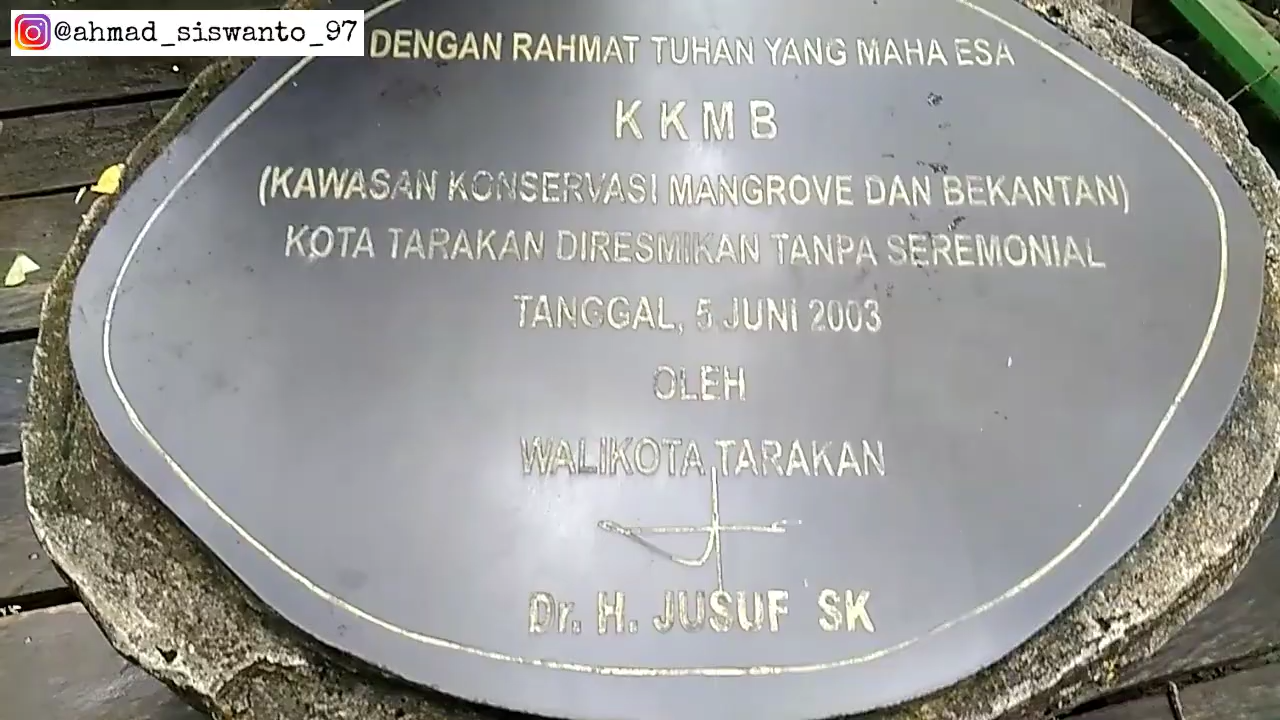 @ahmad_siswanto_97
DENGAN RAHMAT TUHAN YANG MAHA ESA
K K M B
(KAWASAN KONSERVASI MANGROVE DAN BEKANTAN)
KOTA TARAKAN DIRESMIKAN TANPA SEREMONIAL
TANGGAL, 5 JUNI 2003
OLEH
WALIKOTA TARAKAN
Dr. H. JUSUF SK